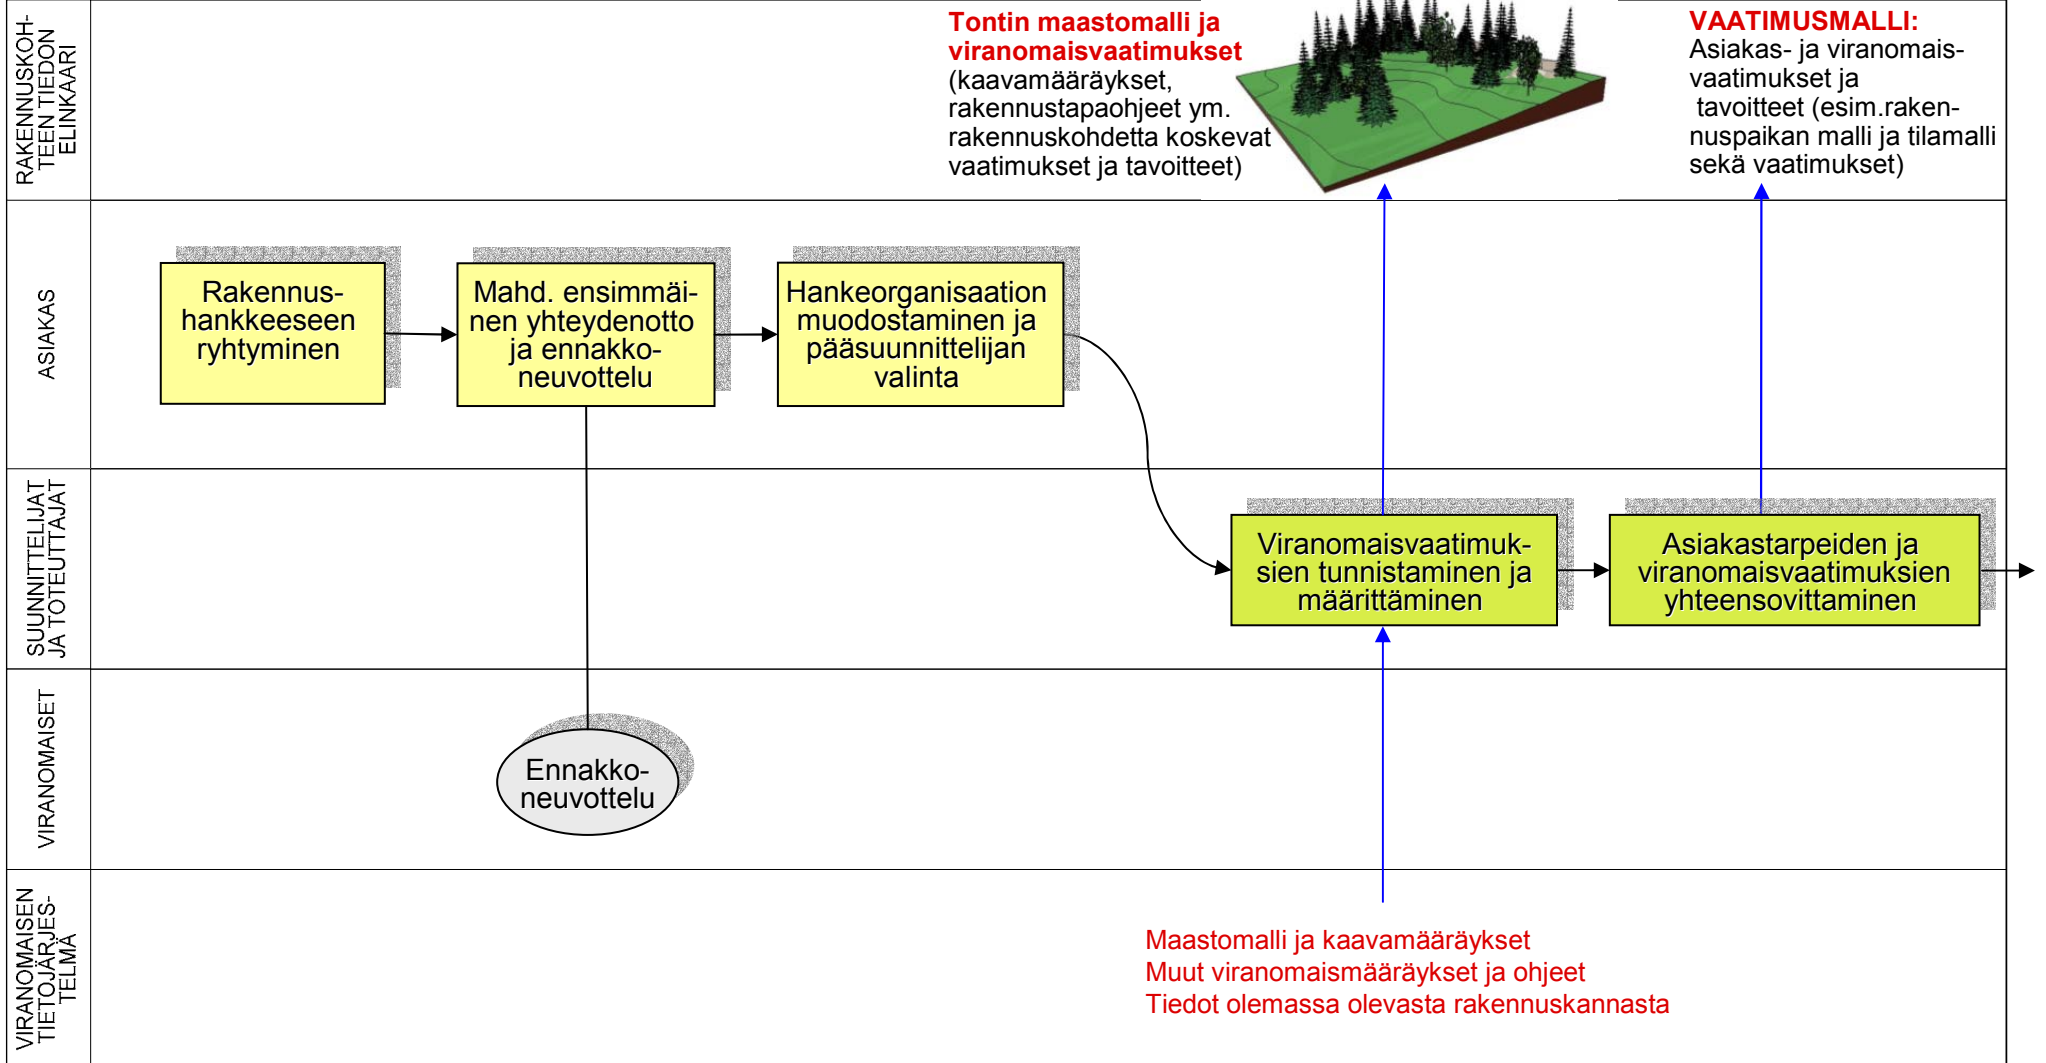 RAKENNUSKOH-
TEEN TIEDON
ELINKAARI
Tontin maastomalli ja
viranomaisvaatimukset
(kaavamääräykset,
rakennustapaohjeet ym.
rakennuskohdetta koskevat
vaatimukset ja tavoitteet)
VAATIMUSMALLI:
Asiakas- ja viranomais-
vaatimukset ja
tavoitteet (esim.raken-
nuspaikan malli ja tilamalli
sekä vaatimukset)
ASIAKAS
Rakennus-
hankkeeseen
ryhtyminen
Mahd. ensimmäi-
nen yhteydenotto
ja ennakko-
neuvottelu
Hankeorganisaation
muodostaminen ja
pääsuunnittelijan
valinta
SUUNNITTELIJAT
JA TOTEUTTAJAT
Viranomaisvaatimuk-
sien tunnistaminen ja
määrittäminen
Asiakastarpeiden ja
viranomaisvaatimuksien
yhteensovittaminen
VIRANOMAISET
Ennakko-
neuvottelu
VIRANOMAISEN
TIETOJÄRJES-
TELMÄ
Maastomalli ja kaavamääräykset
Muut viranomaismääräykset ja ohjeet
Tiedot olemassa olevasta rakennuskannasta